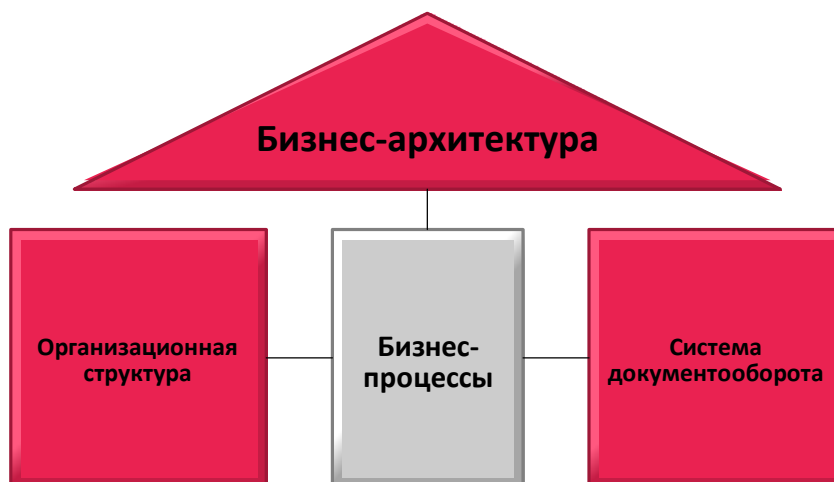 Бизнес-архитектура
Организационная
структура
Бизнес-
процессы
Система
документооборота